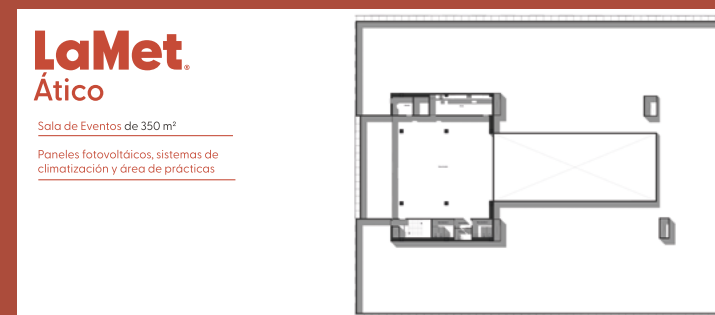 LaMet®
Ático
Sala de Eventos de 350 m²
Paneles fotovoltáicos, sistemas de
climatización y área de prácticas